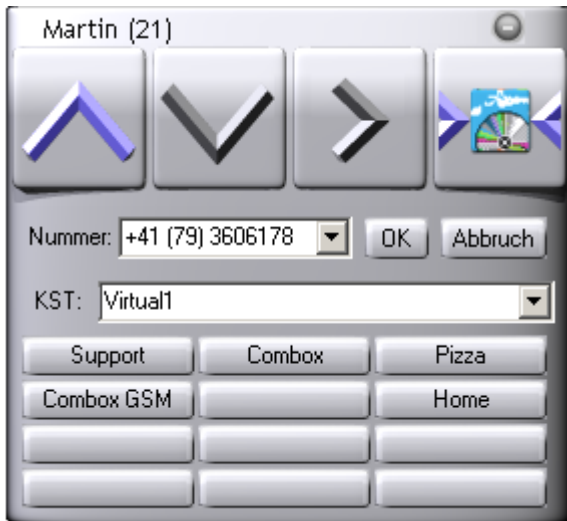 Martin (21)
Nummer: +41 (79) 3606178 OK Abbruch
KST: Virtual1
Support Combox Pizza
Combox GSM Home